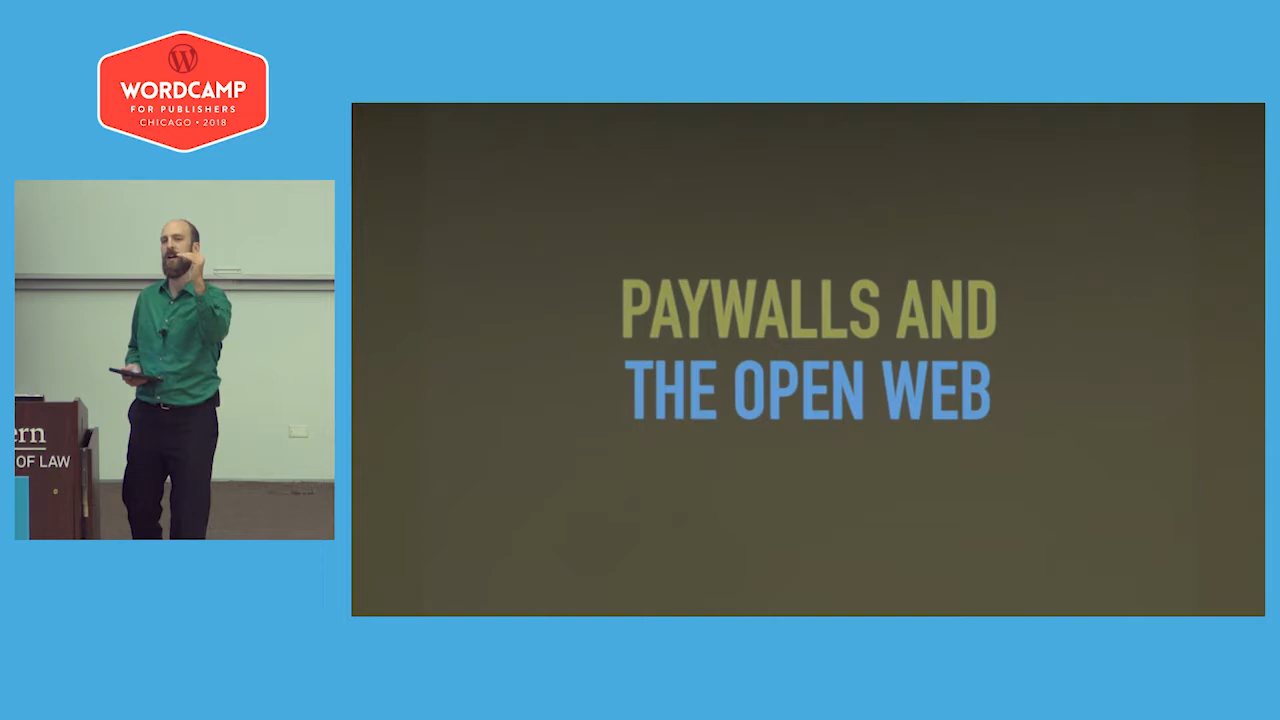 WORDCAMP
FOR PUBLISHERS
CHICAGO • 2018
PAYWALLS AND
THE OPEN WEB
ern
OF LAW